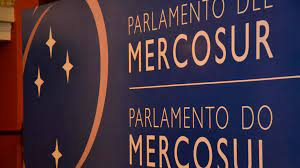 PARLAMENTO DEL
MERCOSUR
PARLAMENTO DO
MERCOSUL